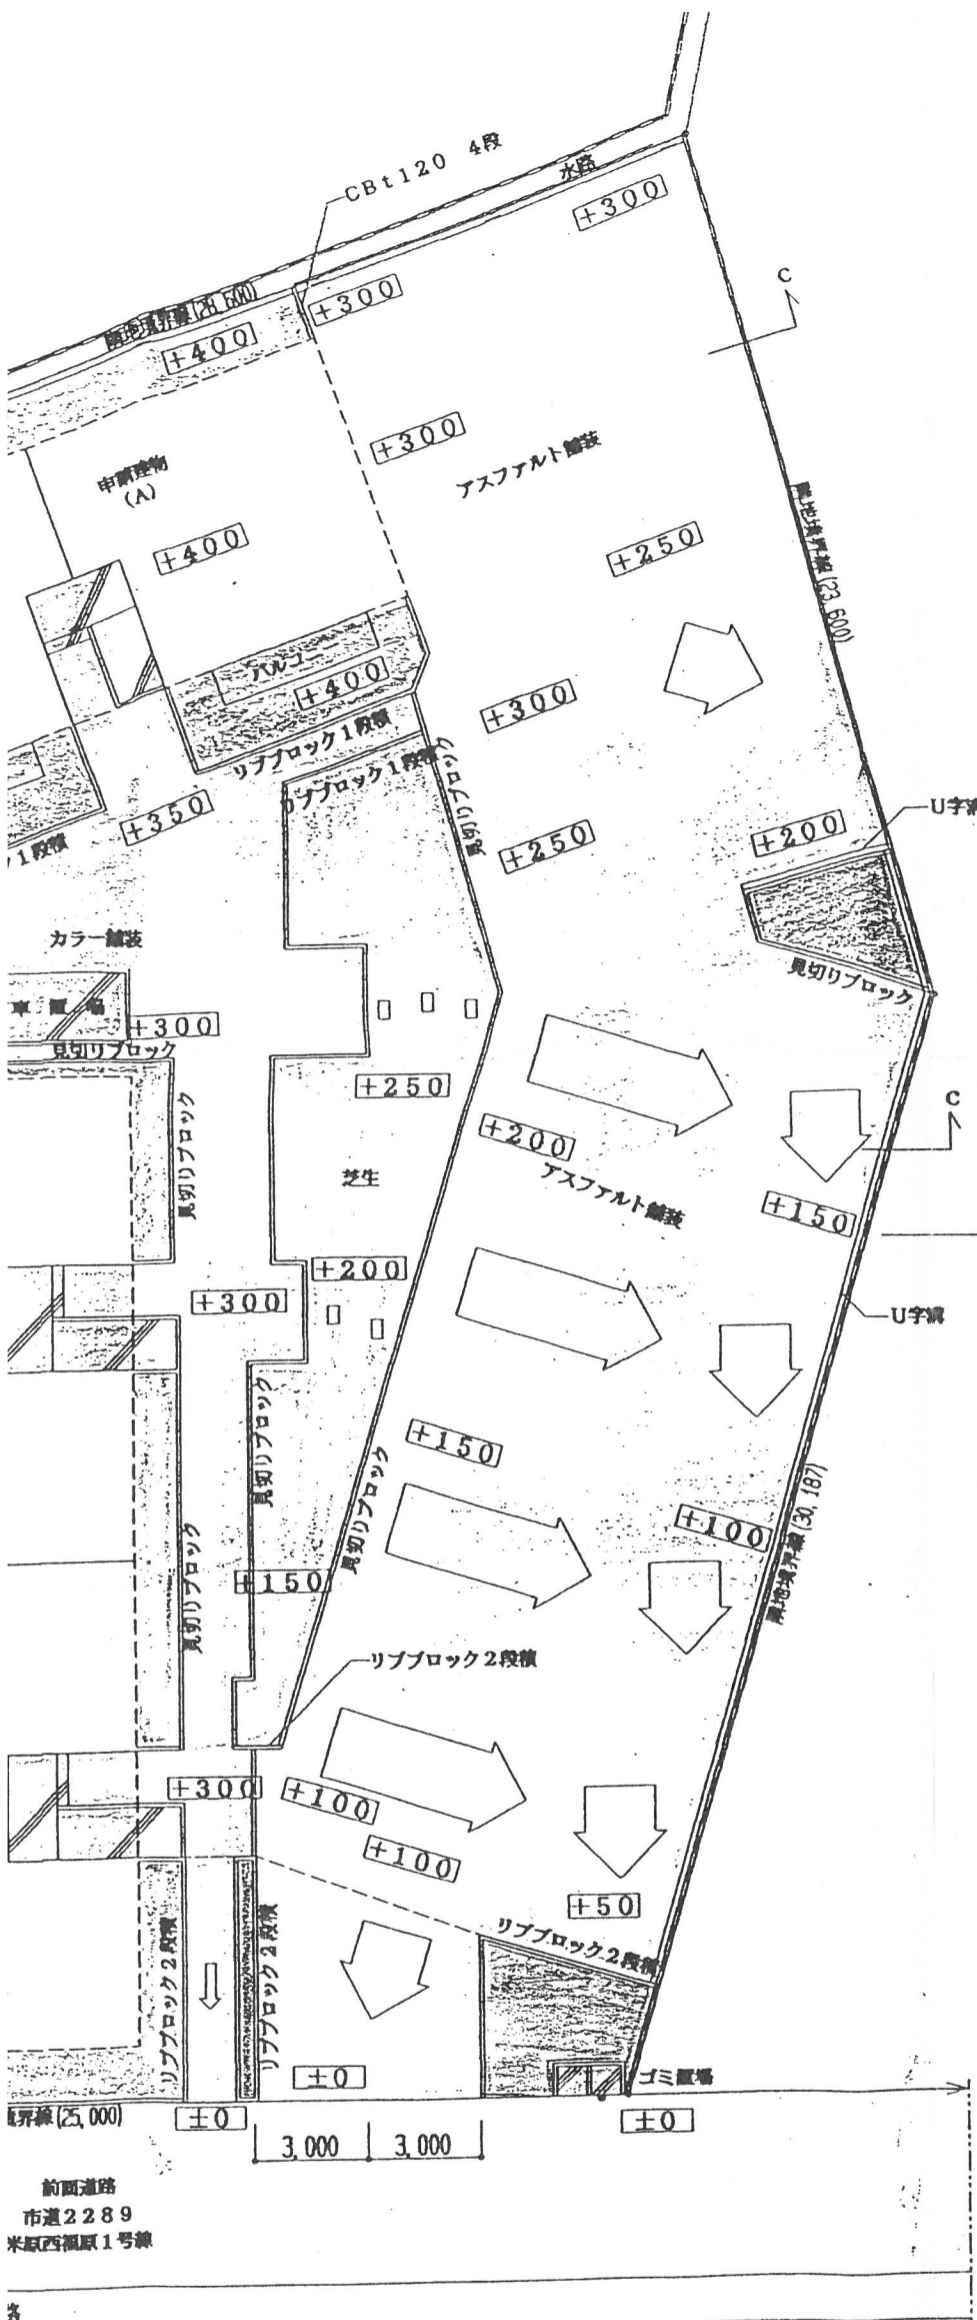 CBt120 4段
水路
+300
C
隣地境界線(28,600)
+300
+400
+300
アスファルト舗装
申請建物
(A)
+400
+250
隣地境界線(23,600)
バルコニー
+400
+300
リブブロック1段積
リブブロック1段積
見切りブロック
+350
+250
+200
U字溝
1段積
カラー舗装
見切りブロック
車置場
+300
見切りブロック
+250
C
見切りブロック
+200
芝生
アスファルト舗装
+150
+200
+300
U字溝
見切りブロック
+150
見切りブロック
+100
隣地境界線(30,187)
見切りブロック
+150
リブブロック2段積
+300
+100
+100
+50
リブブロック2段積
リブブロック2段積
リブブロック2段積
±0
ゴミ置場
界線(25,000)
±0
±0
3,000
3,000
前面道路
市道2289
米原西福原1号線
路